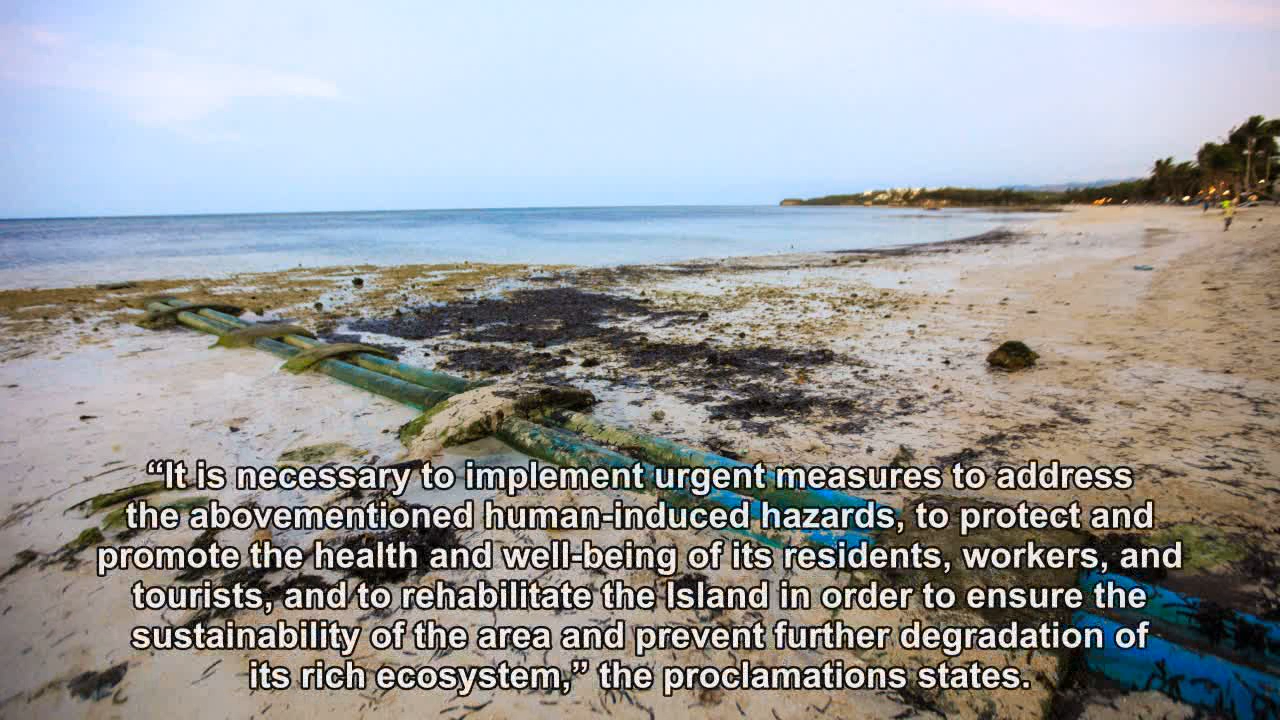 “It is necessary to implement urgent measures to address
the abovementioned human-induced hazards, to protect and
promote the health and well-being of its residents, workers, and
tourists, and to rehabilitate the Island in order to ensure the
sustainability of the area and prevent further degradation of
its rich ecosystem,” the proclamations states.